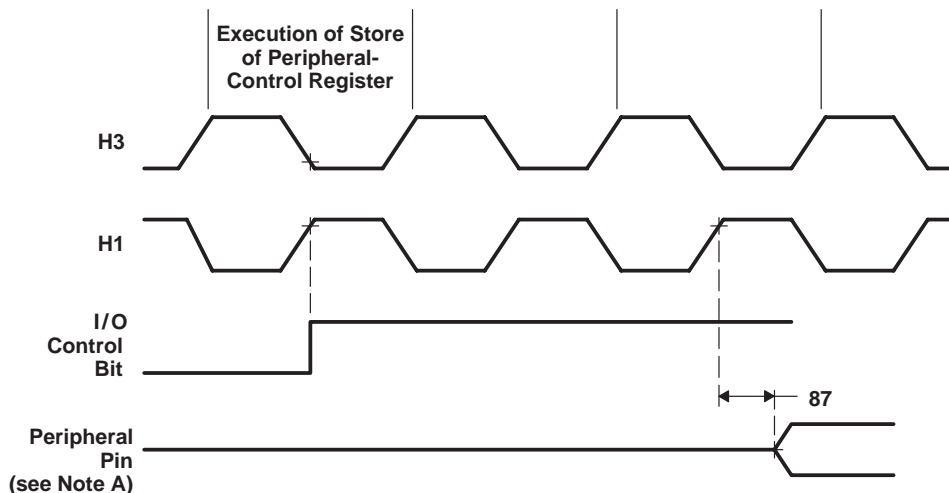 Execution of Store
of Peripheral-
Control Register
H3
H1
I/O
Control
Bit
87
Peripheral
Pin
(see Note A)